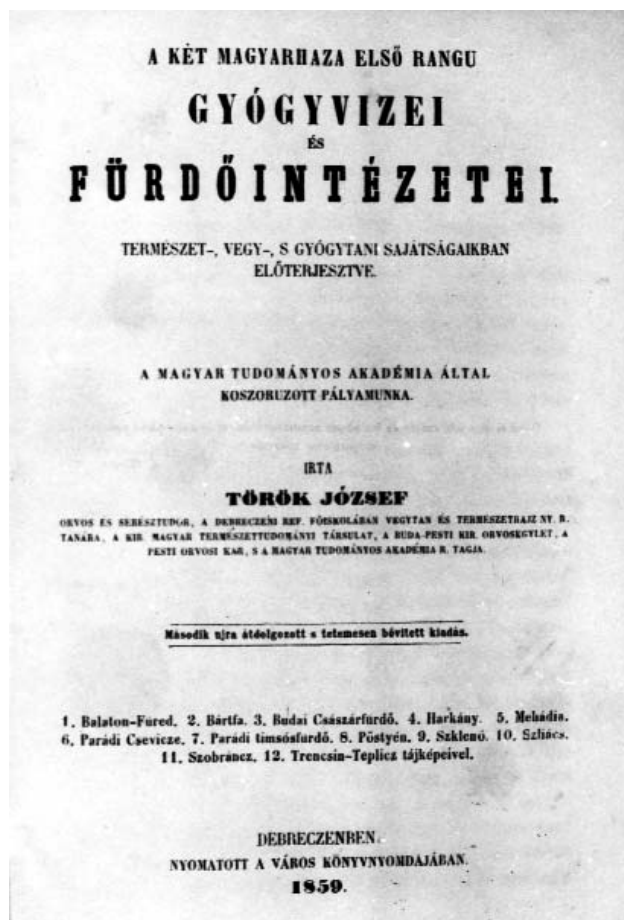 A KÉT MAGYARHAZA ELSŐ RANGU
GYÓGYVIZEI
ÉS
FÜRDŐINTÉZETEI.
TERMÉSZET-, VEGY-, S GYÓGYTANI SAJÁTSÁGAIKBAN
ELŐTERJESZTVE.
A MAGYAR TUDOMÁNYOS AKADÉMIA ÁLTAL
KOSZORUZOTT PÁLYAMUNKA.
IRTA
TÖRÖK JÓZSEF
ORVOS ÉS SEBÉSZTUDOR, A DEBRECZENI REF. FŐISKOLÁBAN VEGYTAN ÉS TERMÉSZETRAJZ NY. R.
TANÁRA, A KIR. MAGYAR TERMÉSZETTUDOMÁNYI TÁRSULAT, A BUDA-PESTI KIR. ORVOSEGYLET, A
PESTI ORVOSI KAR, S A MAGYAR TUDOMÁNYOS AKADÉMIA R. TAGJA.
Második ujra átdolgozott s tetemesen bővitett kiadás.
1. Balaton-Füred. 2. Bártfa. 3. Budai Császárfürdő. 4. Harkány. 5. Mehádia.
6. Parádi Csevicze. 7. Parádi timsósfürdő. 8. Pöstyén. 9. Szklenó. 10. Szliács.
11. Szobráncz. 12. Trencsin-Teplicz tájképeivel.
DEBRECZENBEN.
NYOMATOTT A VÁROS KÖNYVNYOMDÁJÁBAN.
1859.